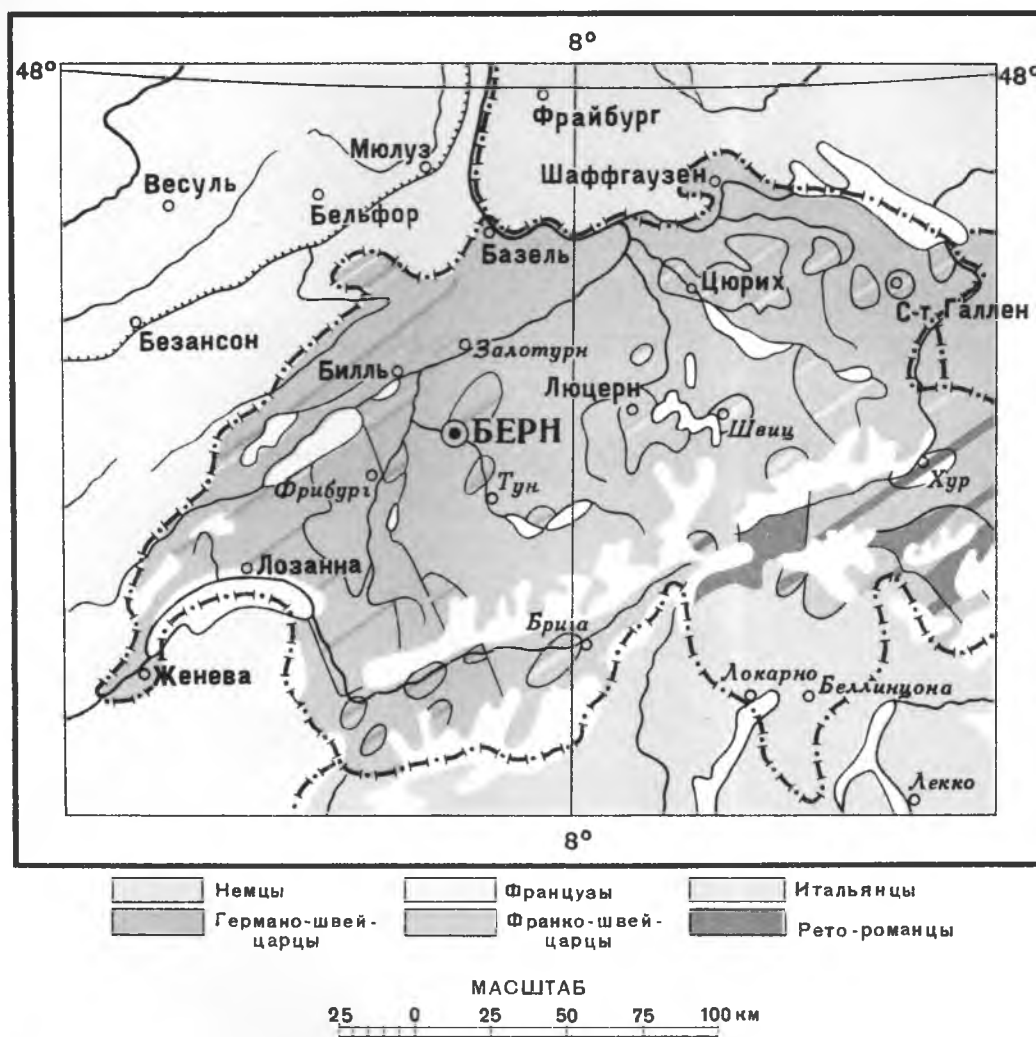 8°
48°
48°
Фрайбург
Мюлуз
Шаффгаузен
Весуль
Бельфор
Базель
Цюрих
С-т. Галлен
Безансон
Залотурн
Билль
Люцерн
БЕРН
Швиц
Фрибург
Тун
Хур
Лозанна
Брига
Женева
Локарно
Беллинцона
Лекко
8°
Немцы
Французы
Итальянцы
Германо-швей-
царцы
Франко-швей-
царцы
Рето-романцы
МАСШТАБ
25 0 25 50 75 100 км